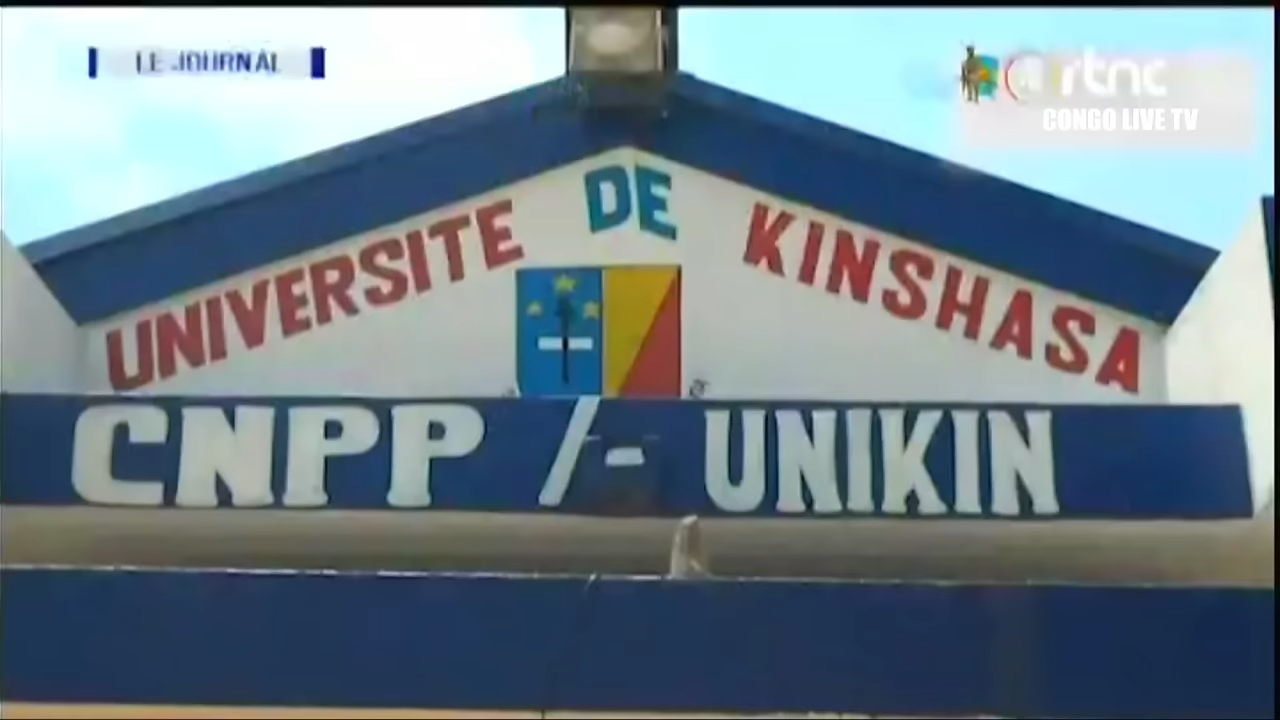 LE JOURNAL
rtnc
CONGO LIVE TV
UNIVERSITE DE KINSHASA
CNPP /- UNIKIN